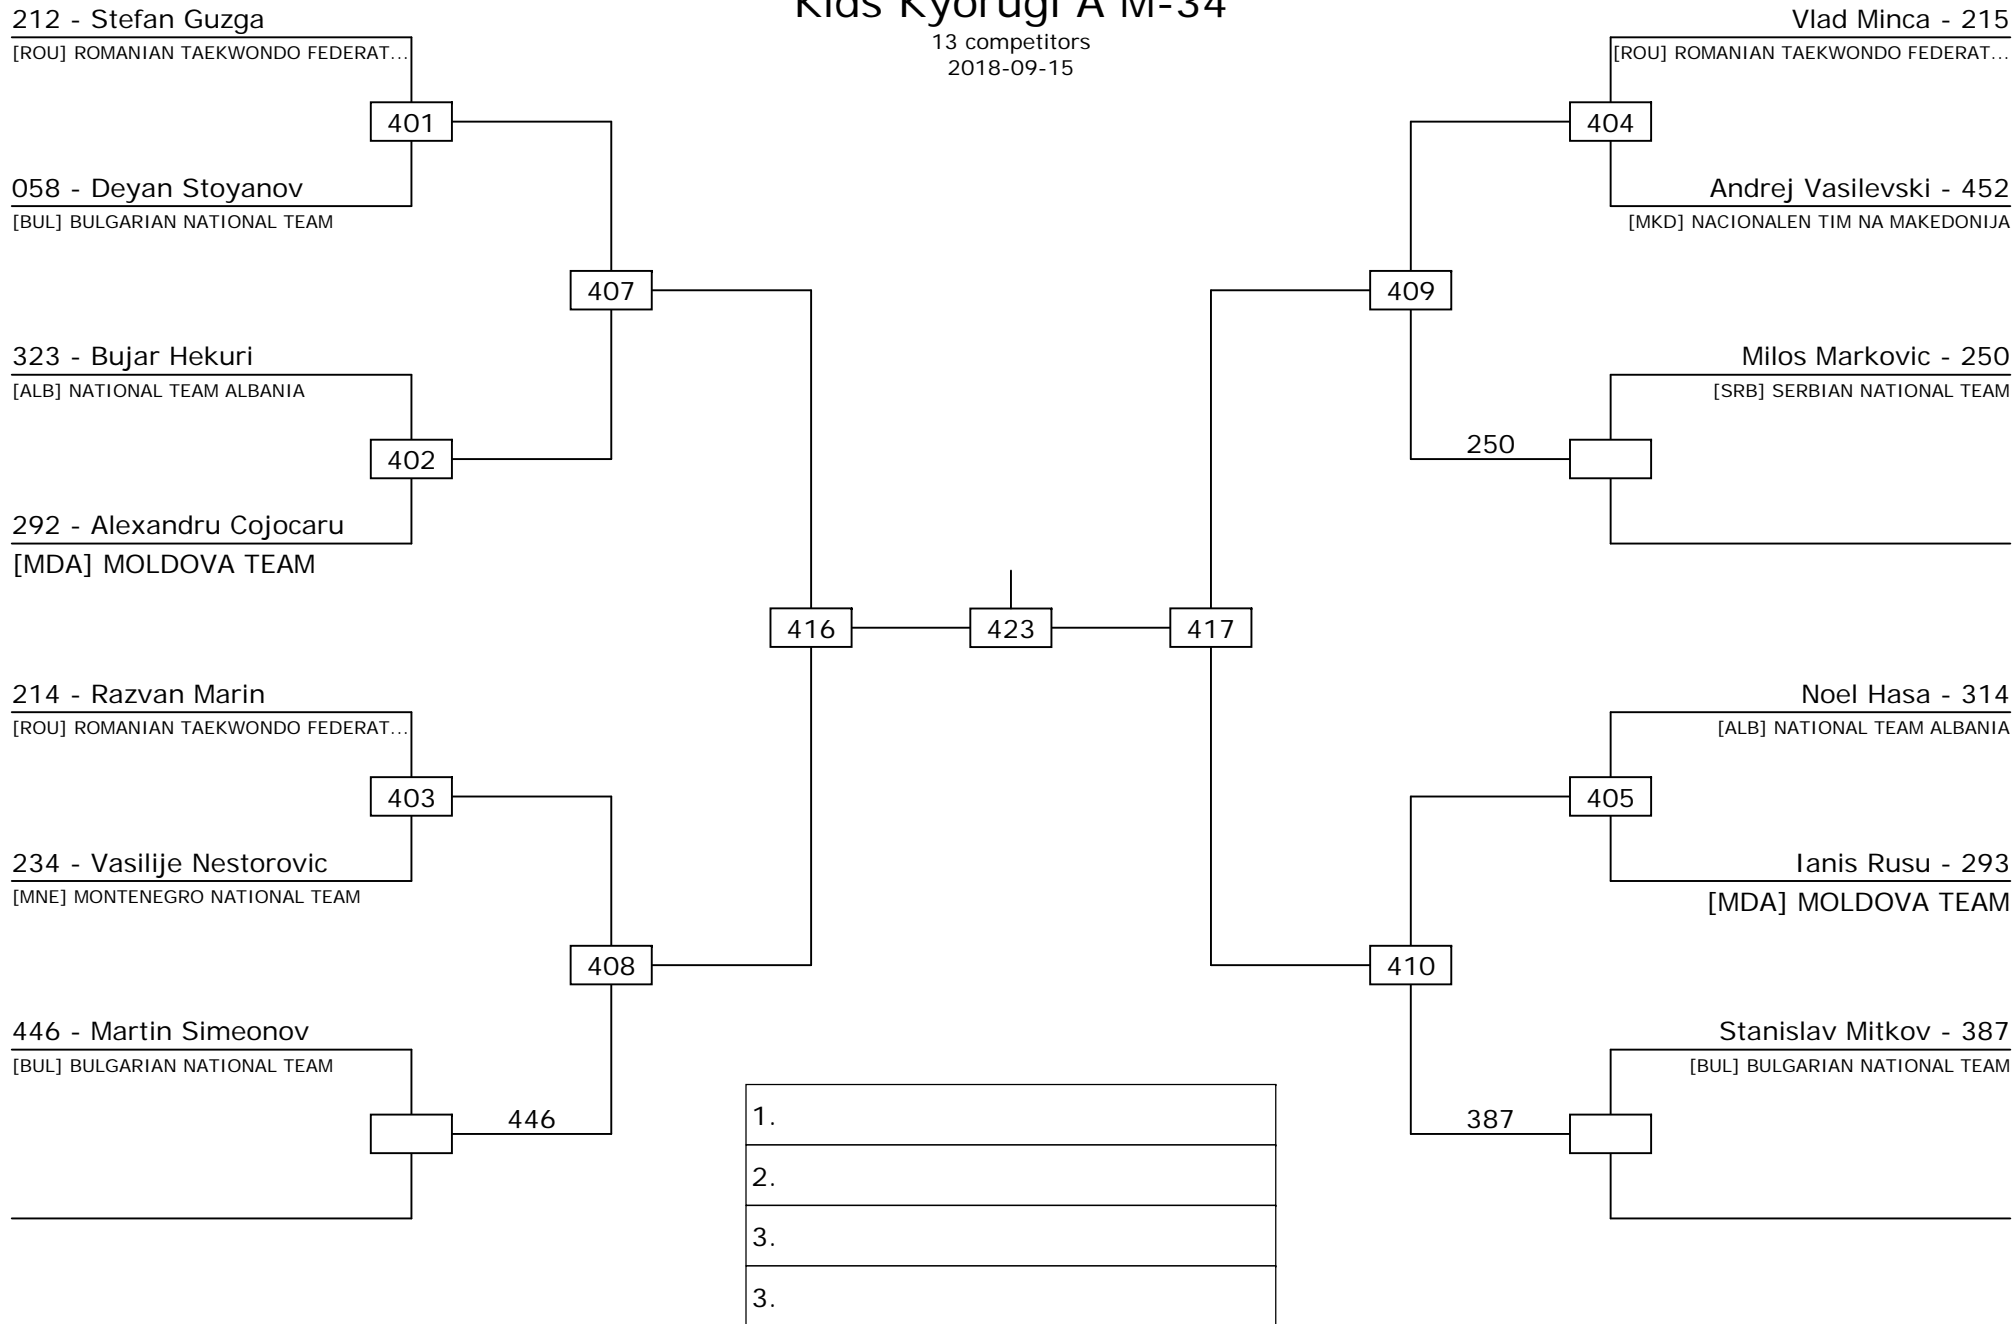 Kids Kyorugi A M-34
13 competitors
2018-09-15
212 - Stefan Guzga
[ROU] ROMANIAN TAEKWONDO FEDERAT...
401
058 - Deyan Stoyanov
[BUL] BULGARIAN NATIONAL TEAM
407
323 - Bujar Hekuri
[ALB] NATIONAL TEAM ALBANIA
402
292 - Alexandru Cojocaru
[MDA] MOLDOVA TEAM
416
423
417
214 - Razvan Marin
[ROU] ROMANIAN TAEKWONDO FEDERAT...
403
234 - Vasilije Nestorovic
[MNE] MONTENEGRO NATIONAL TEAM
408
446 - Martin Simeonov
[BUL] BULGARIAN NATIONAL TEAM
446
Vlad Minca - 215
[ROU] ROMANIAN TAEKWONDO FEDERAT...
404
Andrej Vasilevski - 452
[MKD] NACIONALEN TIM NA MAKEDONIJA
409
Milos Markovic - 250
[SRB] SERBIAN NATIONAL TEAM
250
Noel Hasa - 314
[ALB] NATIONAL TEAM ALBANIA
405
Ianis Rusu - 293
[MDA] MOLDOVA TEAM
410
Stanislav Mitkov - 387
[BUL] BULGARIAN NATIONAL TEAM
387
1.
2.
3.
3.